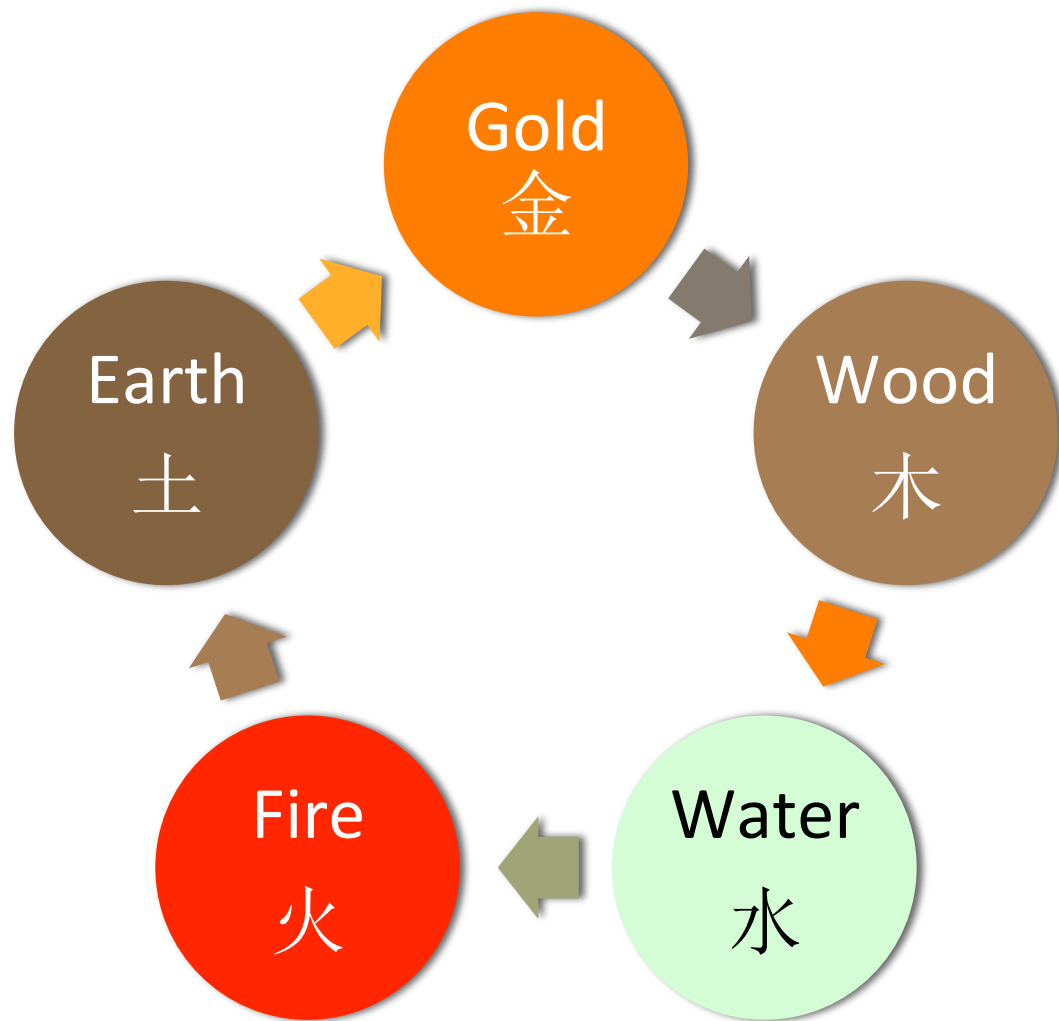 Gold
金
Wood
木
Water
水
Fire
火
Earth
土